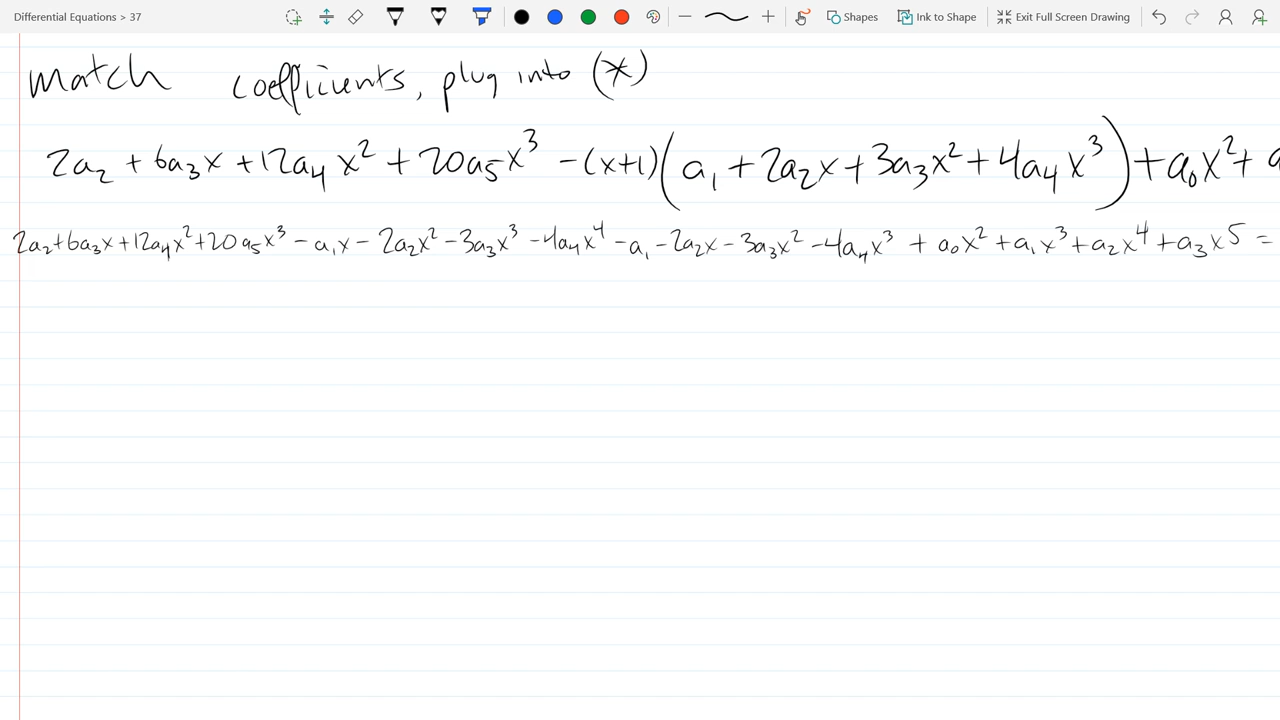 Differential Equations > 37 Shapes Ink to Shape Exit Full Screen Drawing
match coefficients, plug into (*)
2a₂ + 6a₃x + 12a₄x² + 20a₅x³ - (x+1)(a₁ + 2a₂x + 3a₃x² + 4a₄x³) + a₀x² + a
2a₂+6a₃x+12a₄x²+20a₅x³ - a₁x - 2a₂x² - 3a₃x³ - 4a₄x⁴ - a₁ - 2a₂x - 3a₃x² - 4a₄x³ + a₀x² + a₁x³ + a₂x⁴ + a₃x⁵ =